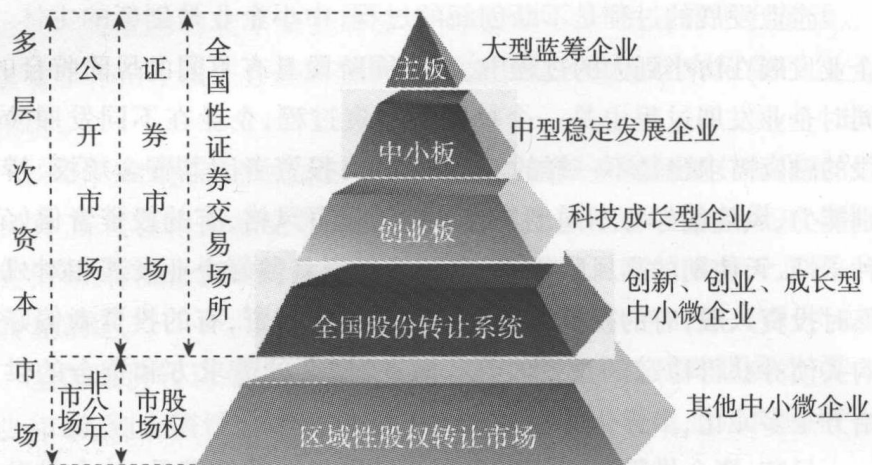 多层次资本市场
公开市场
非公开
市场
证券市场
股权
市场
全国性证券交易场所
主板
大型蓝筹企业
中小板
中型稳定发展企业
创业板
科技成长型企业
全国股份转让系统
创新、创业、成长型
中小微企业
区域性股权转让市场
其他中小微企业